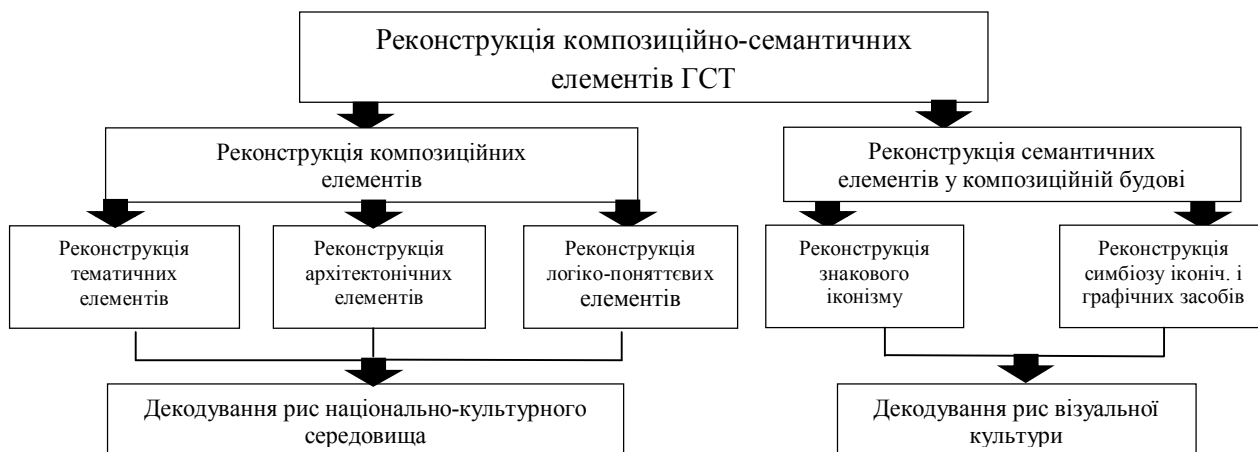 Реконструкція композиційно-семантичних
елементів ГСТ
Реконструкція композиційних
елементів
Реконструкція семантичних
елементів у композиційній будові
Реконструкція
тематичних
елементів
Реконструкція
архітектонічних
елементів
Реконструкція
логіко-поняттєвих
елементів
Реконструкція
знакового
іконізму
Реконструкція
симбіозу іконіч. і
графічних засобів
Декодування рис національно-культурного
середовища
Декодування рис візуальної
культури